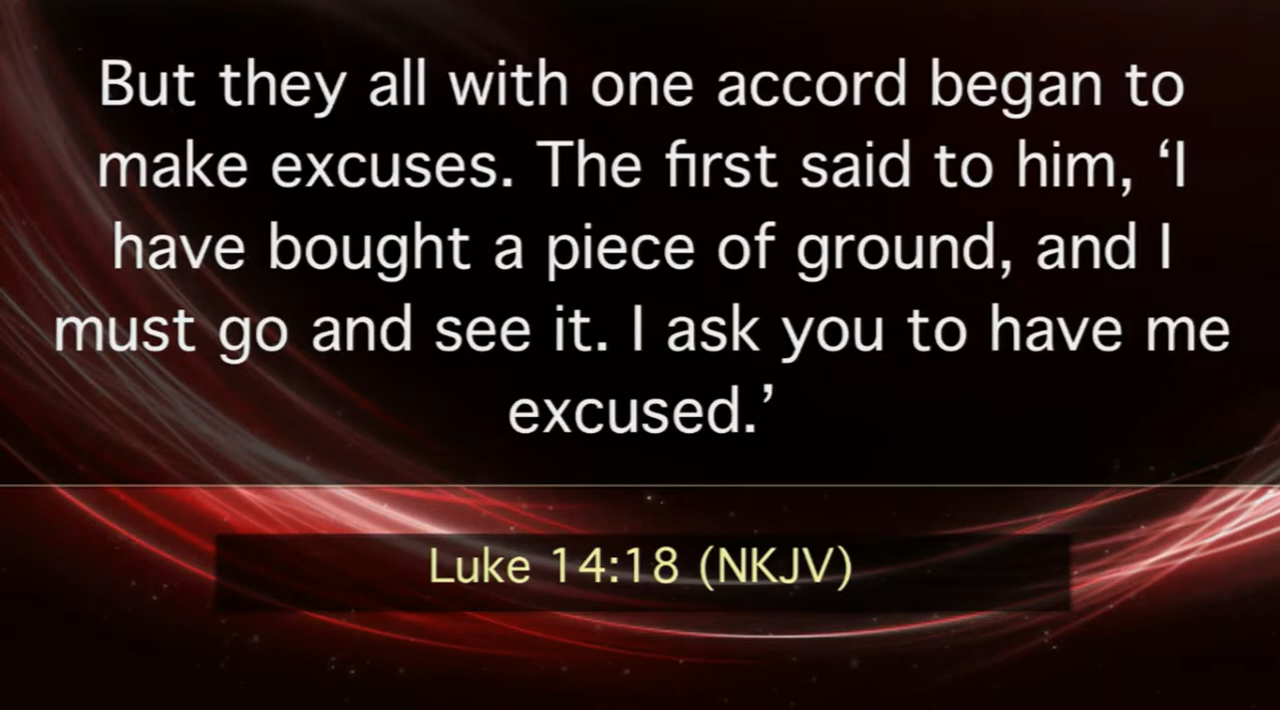 But they all with one accord began to
make excuses. The first said to him, ‘I
have bought a piece of ground, and I
must go and see it. I ask you to have me
excused.’
Luke 14:18 (NKJV)